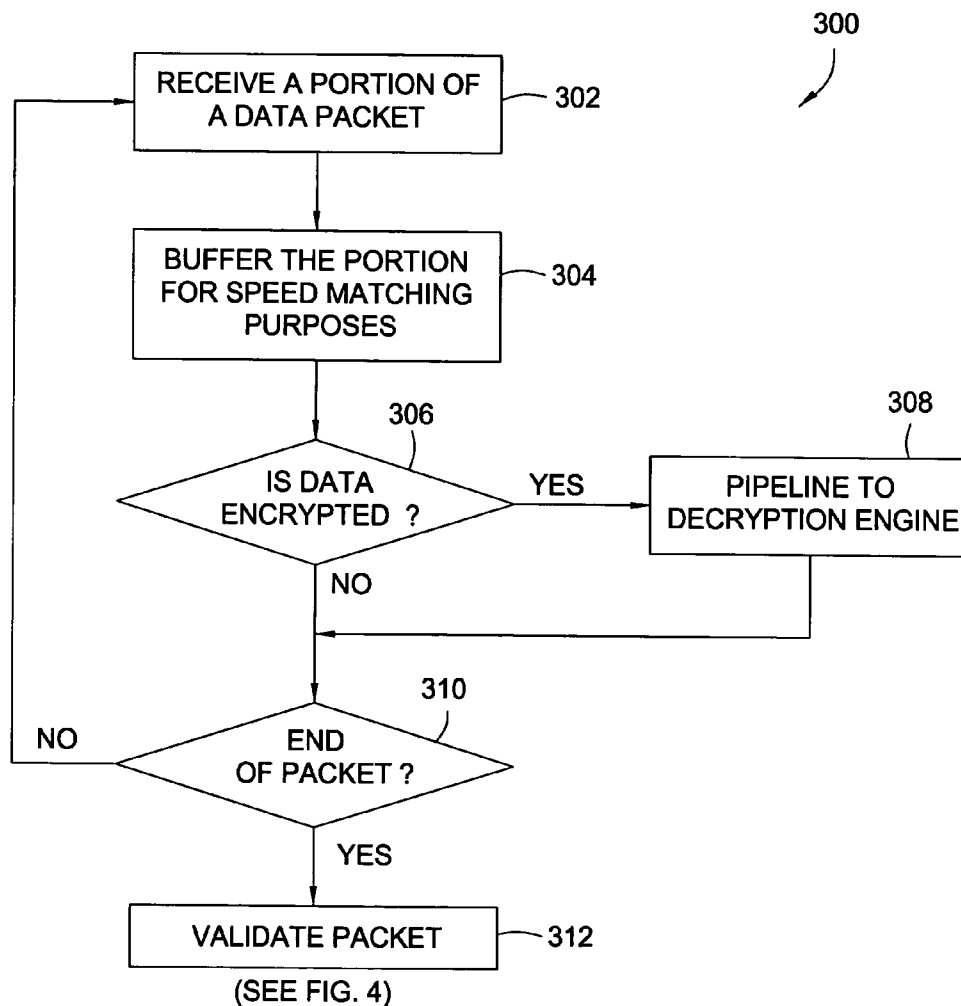 300
RECEIVE A PORTION OF
A DATA PACKET
302
BUFFER THE PORTION
FOR SPEED MATCHING
PURPOSES
304
306
IS DATA
ENCRYPTED ?
YES
308
PIPELINE TO
DECRYPTION ENGINE
NO
310
END
OF PACKET ?
NO
YES
VALIDATE PACKET
312
(SEE FIG. 4)